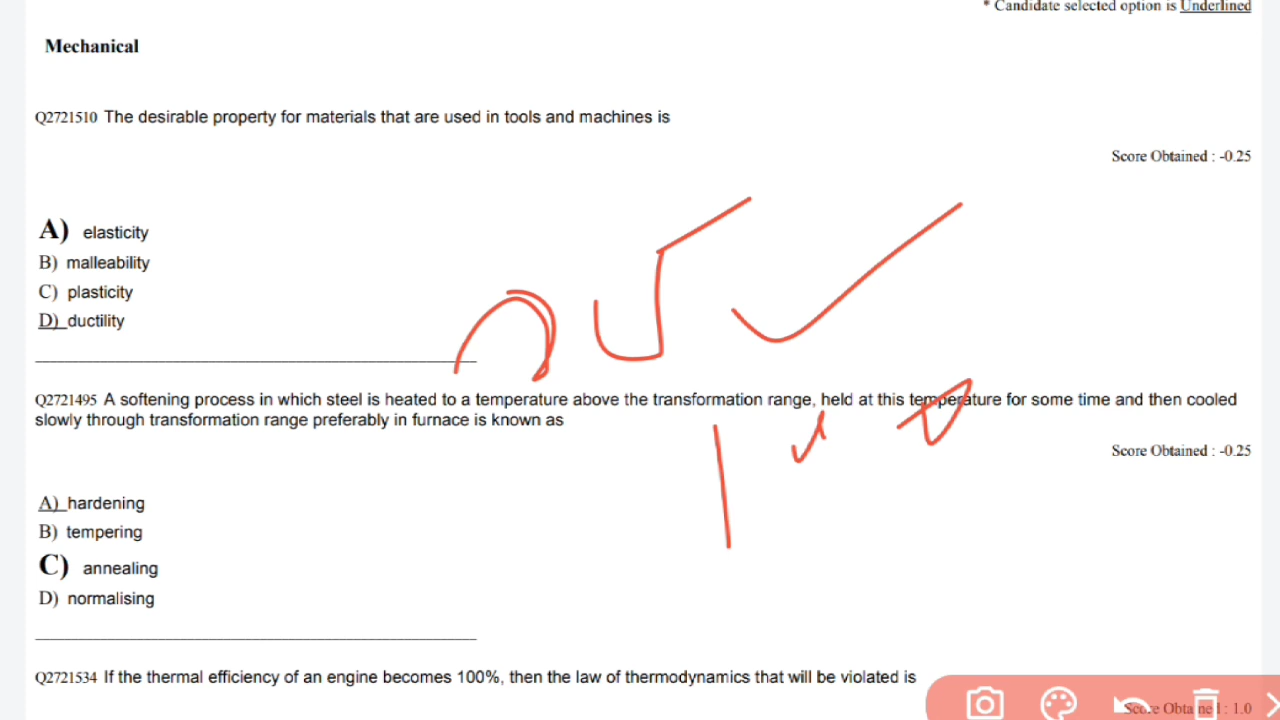 * Candidate selected option is Underlined
Mechanical
Q2721510 The desirable property for materials that are used in tools and machines is
Score Obtained : -0.25
A) elasticity
B) malleability
C) plasticity
D) ductility
Q2721495 A softening process in which steel is heated to a temperature above the transformation range, held at this temperature for some time and then cooled
slowly through transformation range preferably in furnace is known as
Score Obtained : -0.25
A) hardening
B) tempering
C) annealing
D) normalising
Q2721534 If the thermal efficiency of an engine becomes 100%, then the law of thermodynamics that will be violated is
Score Obtained : 1.0